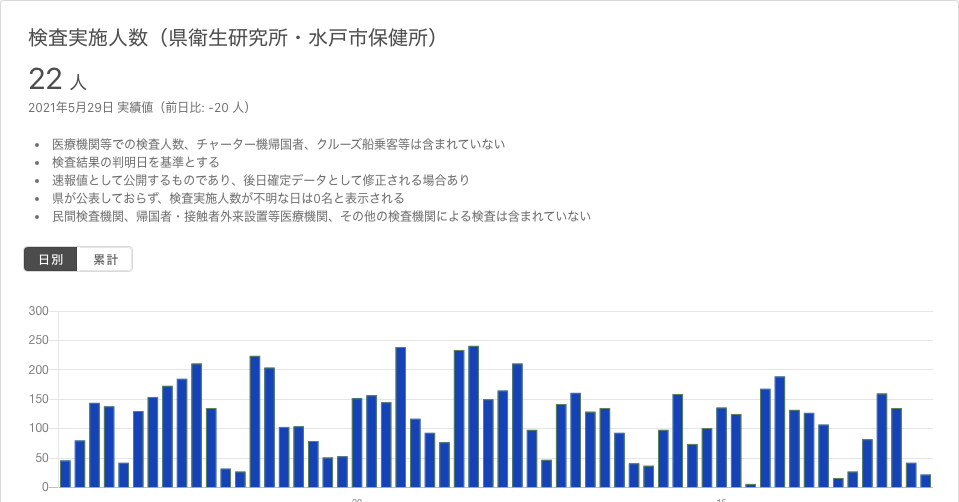 検査実施人数（県衛生研究所・水戸市保健所）
22 人
2021年5月29日 実績値（前日比: -20 人）
• 医療機関等での検査人数、チャーター機帰国者、クルーズ船乗客等は含まれていない
• 検査結果の判明日を基準とする
• 速報値として公開するものであり、後日確定データとして修正される場合あり
• 県が公表しておらず、検査実施人数が不明な日は0名と表示される
• 民間検査機関、帰国者・接触者外来設置等医療機関、その他の検査機関による検査は含まれていない
日別 累計
300
250
200
150
100
50
0